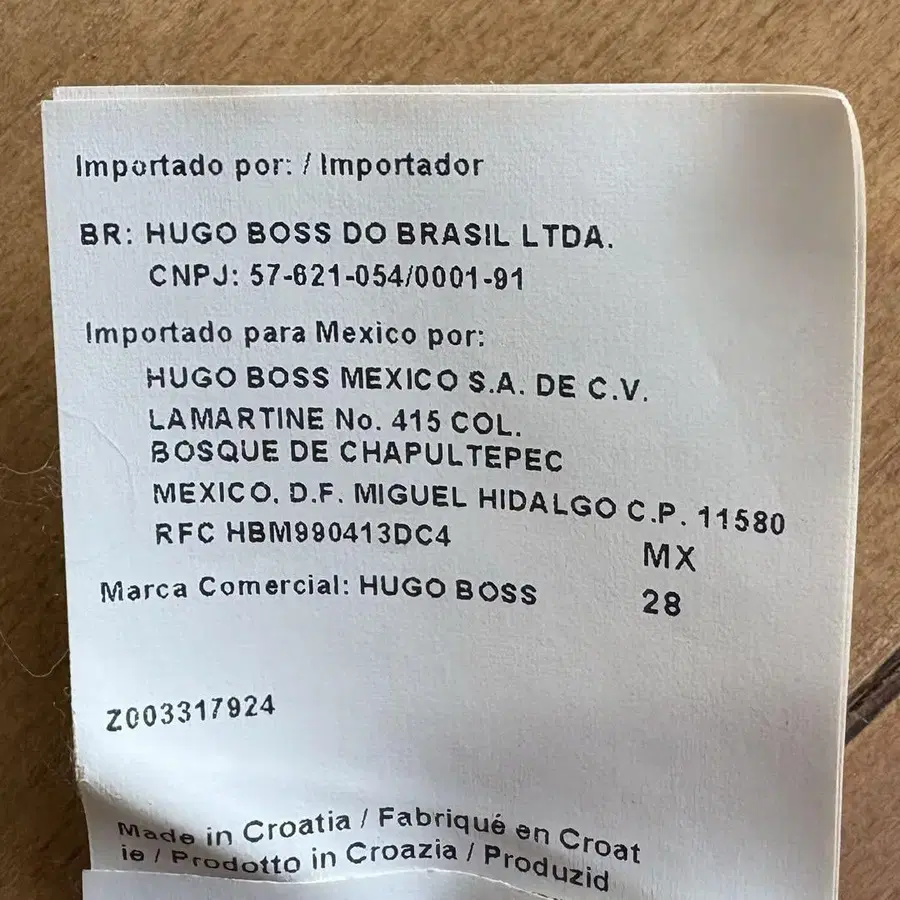 Importado por: / Importador
BR: HUGO BOSS DO BRASIL LTDA.
CNPJ: 57-621-054/0001-91
Importado para Mexico por:
HUGO BOSS MEXICO S.A. DE C.V.
LAMARTINE No. 415 COL.
BOSQUE DE CHAPULTEPEC
MEXICO, D.F. MIGUEL HIDALGO C.P. 11580
RFC HBM990413DC4
MX
Marca Comercial: HUGO BOSS
28
Z003317924
Made in Croatia / Fabriqué en Croat
ie / Prodotto in Croazia / Produzid